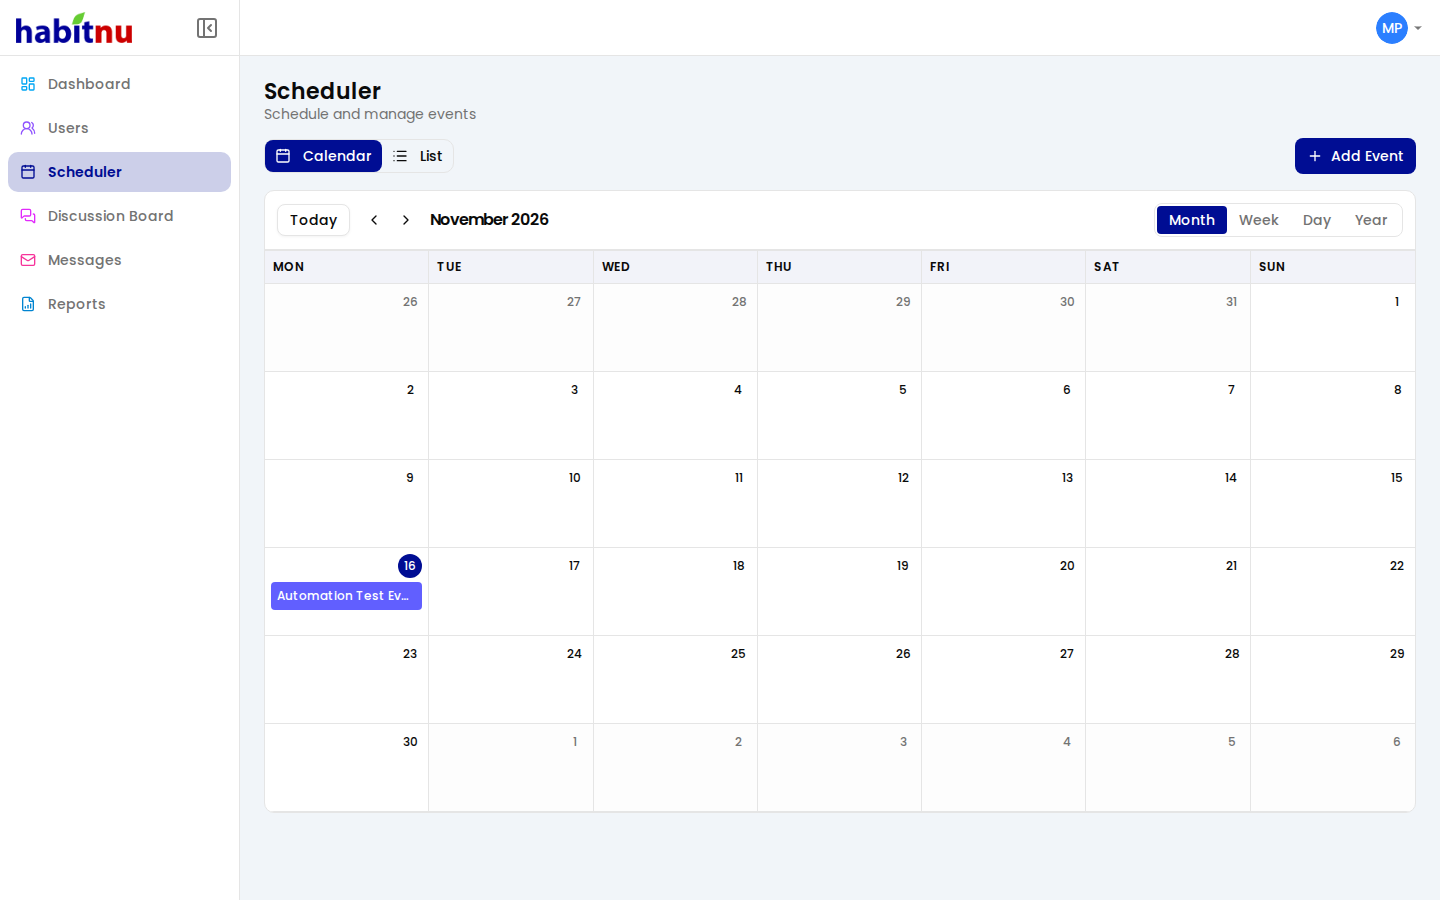 habitnu
MP
Dashboard
Users
Scheduler
Discussion Board
Messages
Reports
Scheduler
Schedule and manage events
Calendar
List
Add Event
Today
November 2026
Month
Week
Day
Year
MON TUE WED THU FRI SAT SUN
26 27 28 29 30 31 1
2 3 4 5 6 7 8
9 10 11 12 13 14 15
16 17 18 19 20 21 22
Automation Test Ev...
23 24 25 26 27 28 29
30 1 2 3 4 5 6